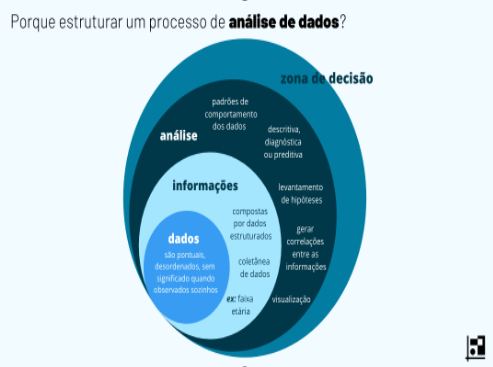 Porque estruturar um processo de análise de dados?
zona de decisão
padrões de
comportamento
dos dados
análise
descritiva,
diagnóstica
ou preditiva
informações
levantamento
de hipóteses
compostas
por dados
estruturados
gerar
correlações
entre as
informações
dados
são pontuais,
desordenados, sem
significado quando
observados sozinhos
coletânea
de dados
ex: faixa
etária
visualização